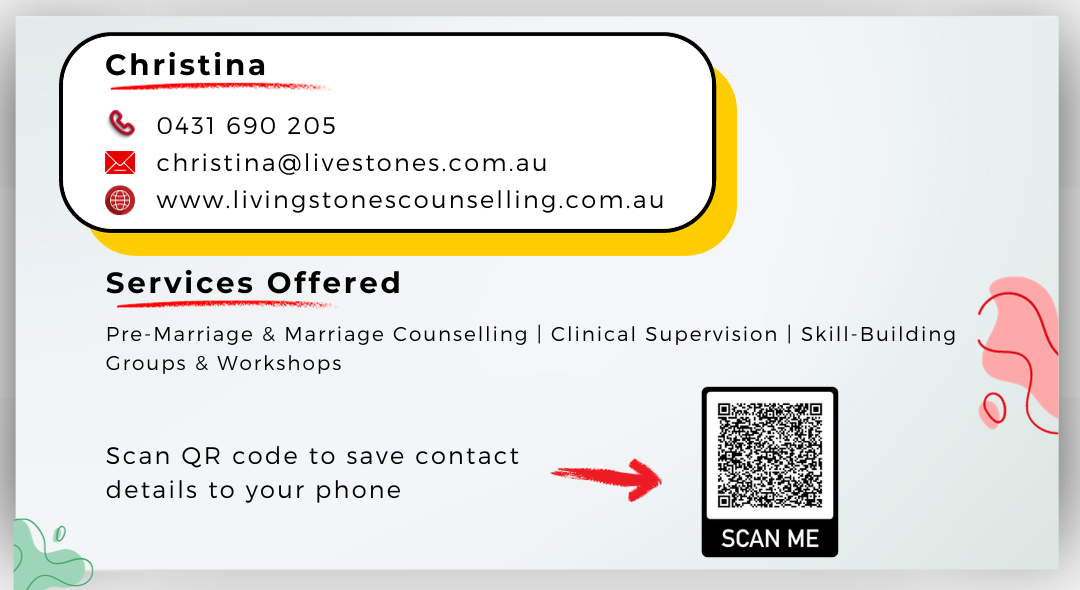 Christina
0431 690 205
christina@livestones.com.au
www.livingstonescounselling.com.au
Services Offered
Pre-Marriage & Marriage Counselling | Clinical Supervision | Skill-Building
Groups & Workshops
Scan QR code to save contact
details to your phone
SCAN ME